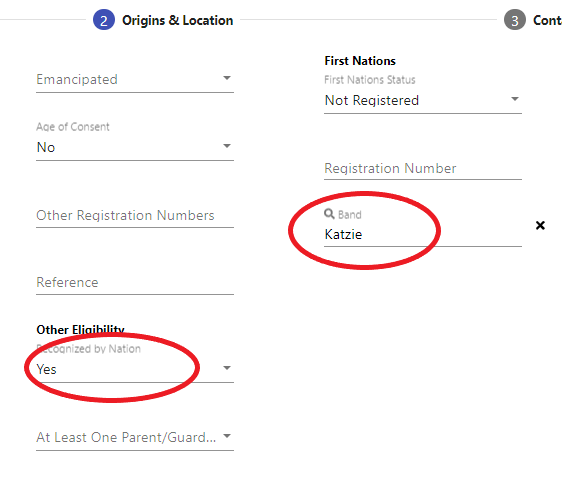 2 Origins & Location
3 Cont
Emancipated
Age of Consent
No
Other Registration Numbers
Reference
Other Eligibility
Recognized by Nation
Yes
At Least One Parent/Guard...
First Nations
First Nations Status
Not Registered
Registration Number
Band
Katzie